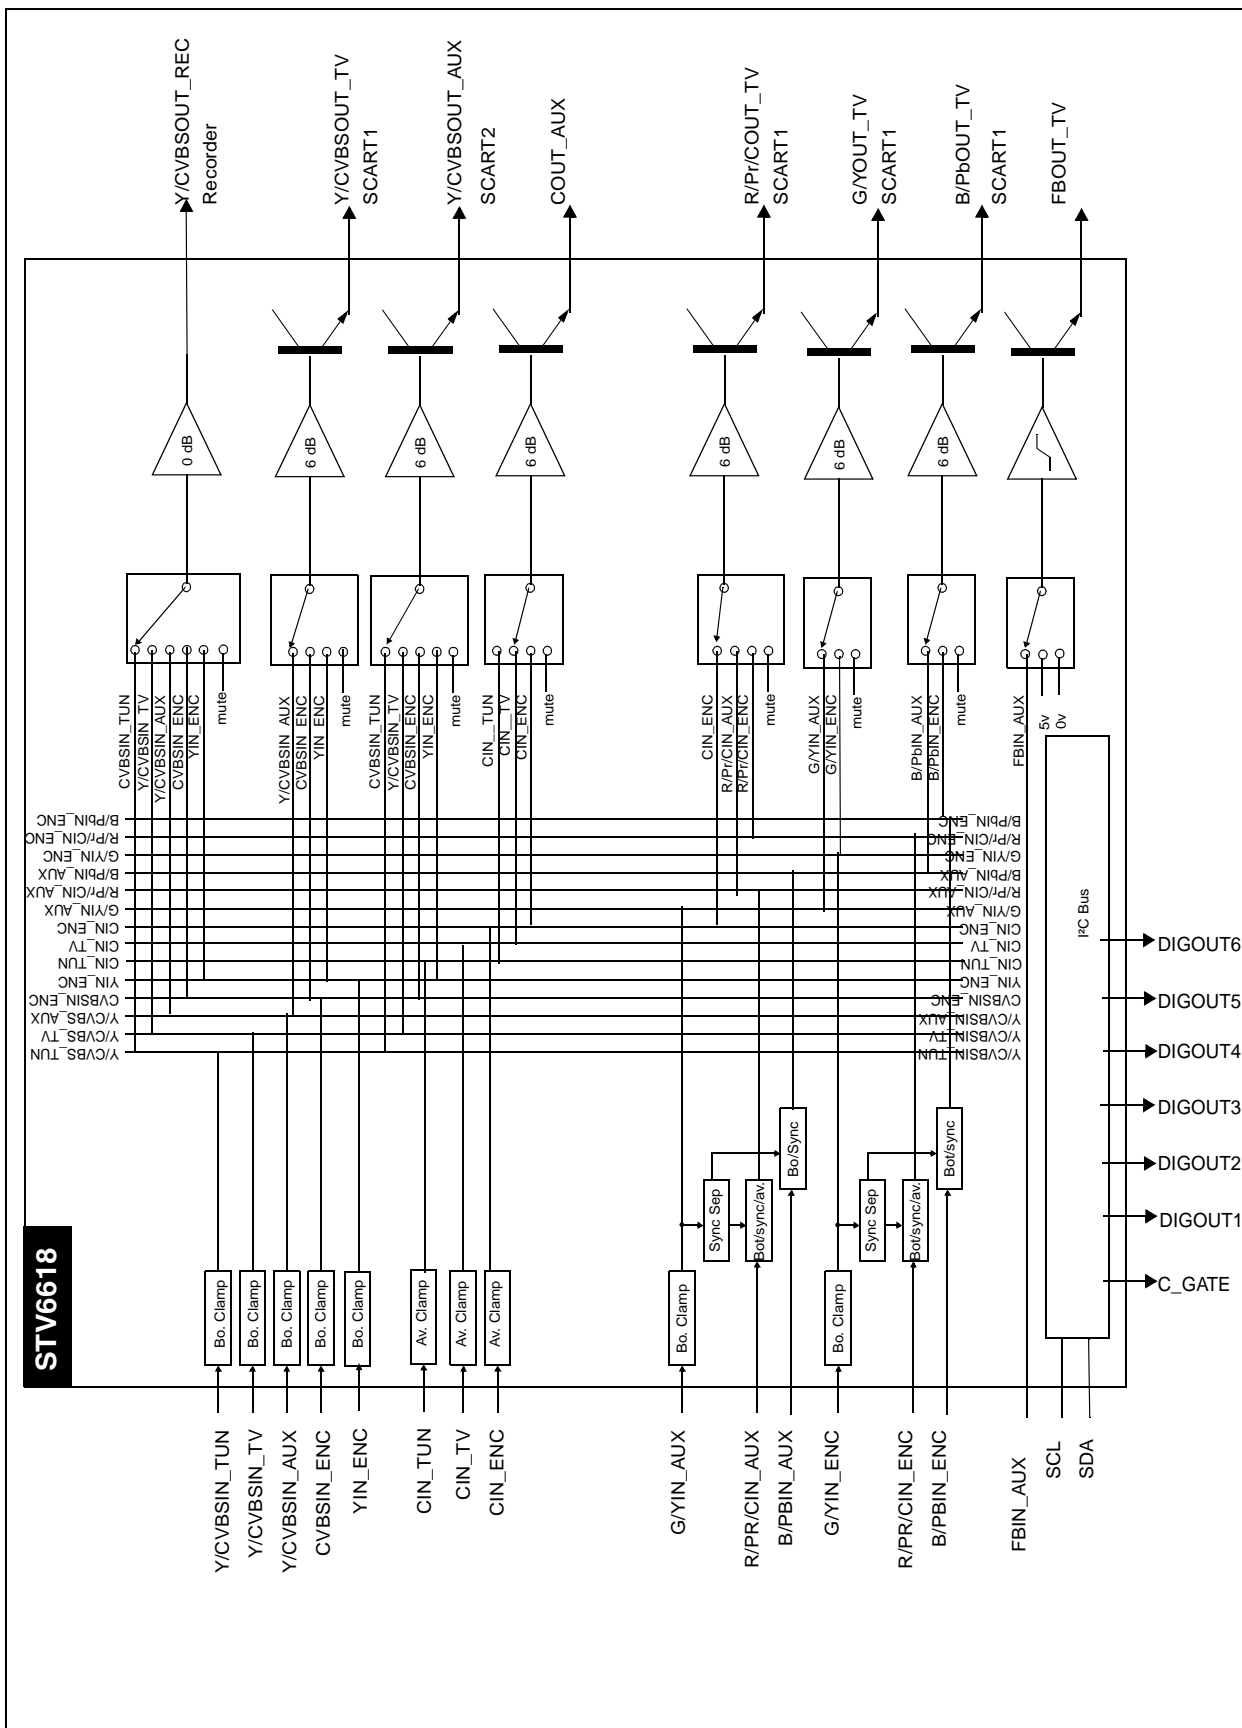 Y/CVBSOUT_REC
Recorder
Y/CVBSOUT_TV
SCART1
Y/CVBSOUT_AUX
SCART2
COUT_AUX
R/Pr/COUT_TV
SCART1
G/YOUT_TV
SCART1
B/PbOUT_TV
SCART1
FBOUT_TV
0 dB
6 dB
6 dB
6 dB
6 dB
6 dB
6 dB
CVBSIN_TUN
Y/CVBSIN_TV
Y/CVBSIN_AUX
CVBSIN_ENC
YIN_ENC
mute
Y/CVBSIN_AUX
CVBSIN_ENC
YIN_ENC
mute
CVBSIN_TUN
Y/CVBSIN_TV
CVBSIN_ENC
YIN_ENC
mute
CIN__TUN
CIN__TV
CIN_ENC
mute
CIN_ENC
R/Pr/CIN_AUX
R/Pr/CIN_ENC
mute
G/YIN_AUX
G/YIN_ENC
mute
B/PbIN_AUX
B/PbIN_ENC
mute
FBIN_AUX
5v
0v
B/PbIN_ENC
R/Pr/CIN_ENC
G/YIN_ENC
B/PbIN_AUX
R/Pr/CIN_AUX
G/YIN_AUX
CIN_ENC
CIN_TV
CIN_TUN
YIN_ENC
CVBSIN_ENC
Y/CVBS_AUX
Y/CVBS_TV
Y/CVBS_TUN
B/PbIN_ENC
R/Pr/CIN_ENC
G/YIN_ENC
B/PbIN_AUX
R/Pr/CIN_AUX
G/YIN_AUX
CIN_ENC
CIN_TV
CIN_TUN
YIN_ENC
CVBSIN_ENC
Y/CVBSIN_AUX
Y/CVBSIN_TV
Y/CVBSIN_TUN
I²C Bus
DIGOUT6
DIGOUT5
DIGOUT4
DIGOUT3
DIGOUT2
DIGOUT1
C_GATE
Sync Sep
Bot/sync/av.
Bo/Sync
Sync Sep
Bot/sync/av
Bot/sync
STV6618
Bo. Clamp
Bo. Clamp
Bo. Clamp
Bo. Clamp
Bo. Clamp
Av. Clamp
Av. Clamp
Av. Clamp
Bo. Clamp
Bo. Clamp
Y/CVBSIN_TUN
Y/CVBSIN_TV
Y/CVBSIN_AUX
CVBSIN_ENC
YIN_ENC
CIN_TUN
CIN_TV
CIN_ENC
G/YIN_AUX
R/PR/CIN_AUX
B/PBIN_AUX
G/YIN_ENC
R/PR/CIN_ENC
B/PBIN_ENC
FBIN_AUX
SCL
SDA